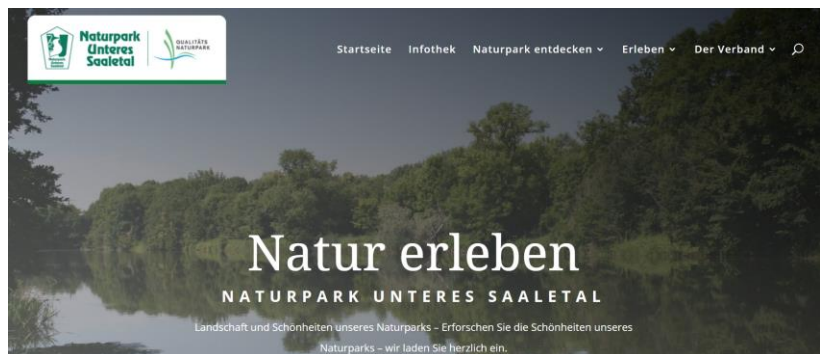 Naturpark
Unteres
Saaletal
QUALITÄTS
NATURPARK
Startseite Infothek Naturpark entdecken Erleben Der Verband
Natur erleben
NATURPARK UNTERES SAALETAL
Landschaft und Schönheiten unseres Naturparks – Erforschen Sie die Schönheiten unseres
Naturparks – wir laden Sie herzlich ein.